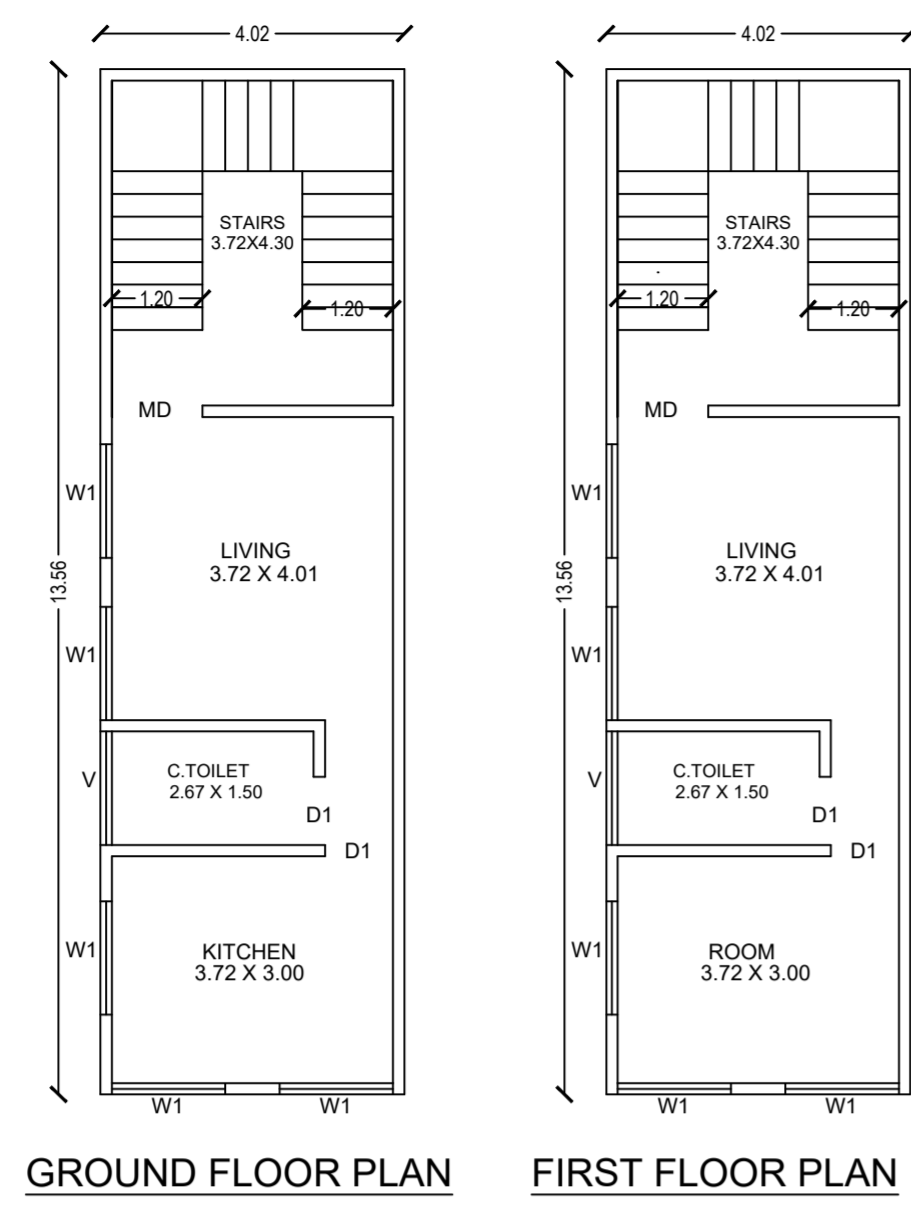 4.02
STAIRS
3.72X4.30
1.20
1.20
MD
W1
LIVING
3.72 X 4.01
13.56
W1
C.TOILET
2.67 X 1.50
V
D1
D1
W1
KITCHEN
3.72 X 3.00
W1
W1
GROUND FLOOR PLAN
4.02
STAIRS
3.72X4.30
1.20
1.20
MD
W1
LIVING
3.72 X 4.01
13.56
W1
C.TOILET
2.67 X 1.50
V
D1
D1
W1
ROOM
3.72 X 3.00
W1
W1
FIRST FLOOR PLAN